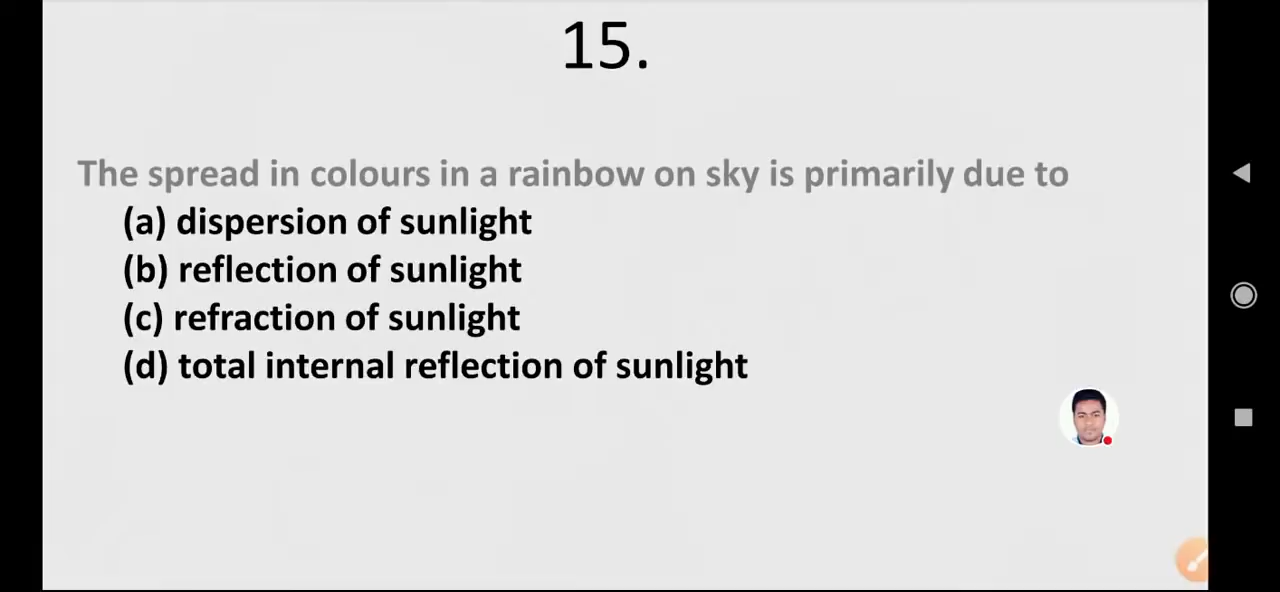 15.
The spread in colours in a rainbow on sky is primarily due to
(a) dispersion of sunlight
(b) reflection of sunlight
(c) refraction of sunlight
(d) total internal reflection of sunlight